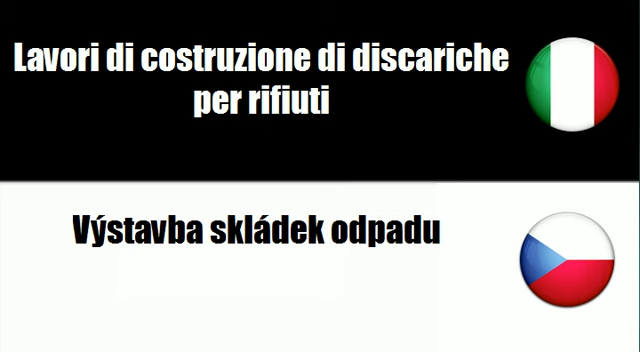 Lavori di costruzione di discariche
per rifiuti
Výstavba skládek odpadu